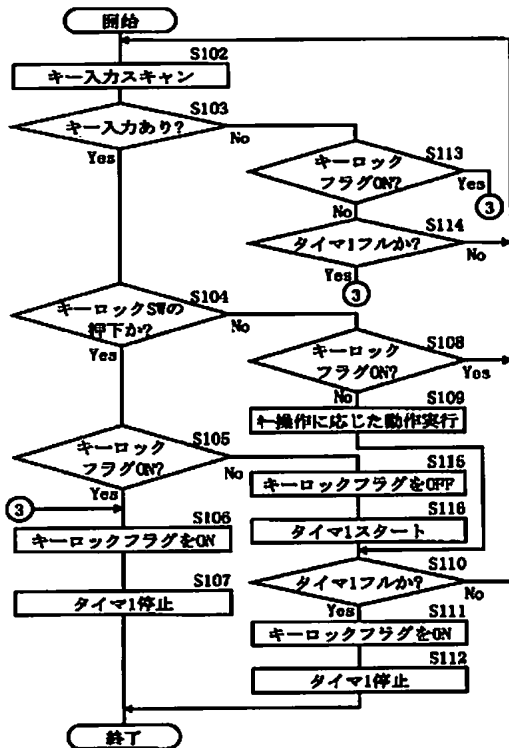 開始
S102
キー入力スキャン
S103
キー入力あり?
No
Yes
S113
キーロック
フラグON?
Yes
3
No
S114
タイマ1フルか?
No
Yes
3
S104
キーロックSWの
押下か?
No
Yes
S108
キーロック
フラグON?
Yes
No
S109
キー操作に応じた動作実行
S105
キーロック
フラグON?
No
Yes
S115
キーロックフラグをOFF
3
S106
キーロックフラグをON
S116
タイマ1スタート
S110
タイマ1フルか?
No
Yes
S107
タイマ1停止
S111
キーロックフラグをON
S112
タイマ1停止
終了